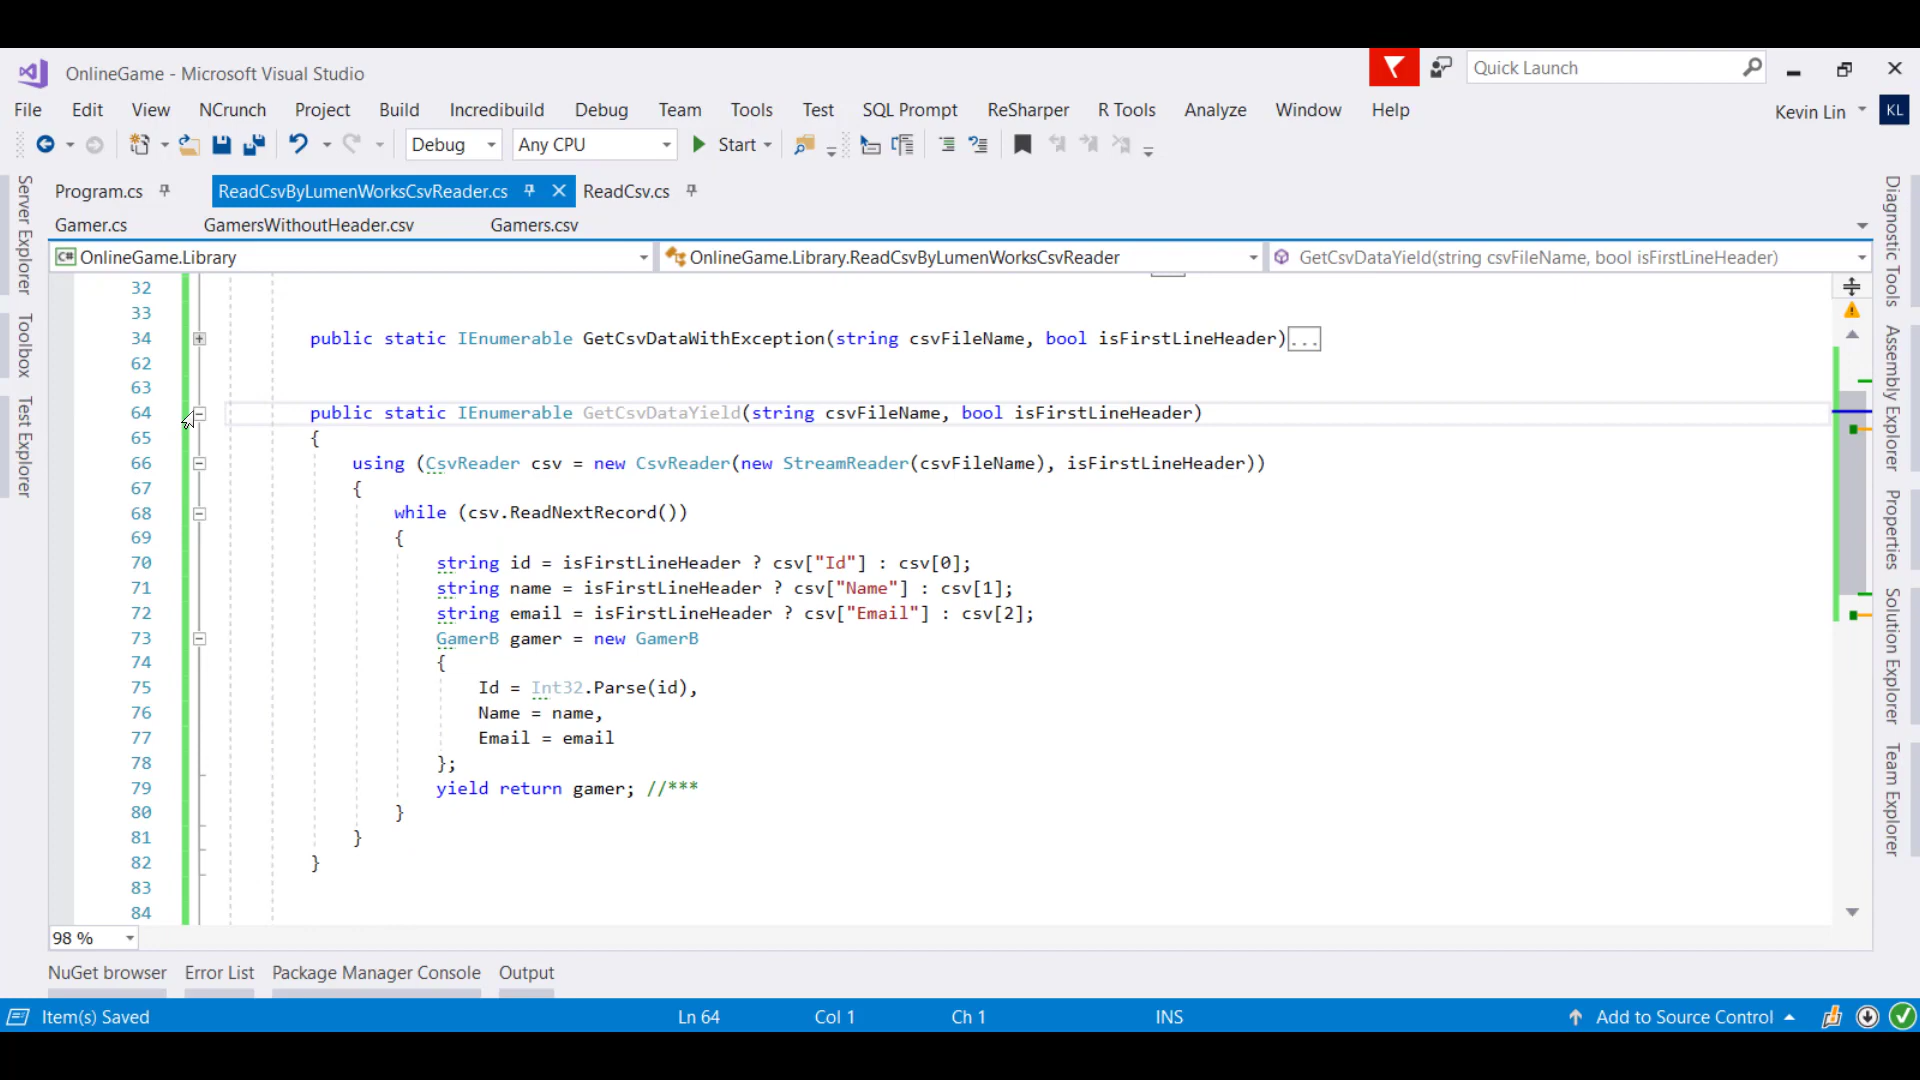 OnlineGame - Microsoft Visual Studio
Quick Launch
File Edit View NCrunch Project Build Incredibuild Debug Team Tools Test SQL Prompt ReSharper R Tools Analyze Window Help
Kevin Lin KL
Debug Any CPU Start
Program.cs ReadCsvByLumenWorksCsvReader.cs ReadCsv.cs
Gamer.cs GamersWithoutHeader.csv Gamers.csv
C# OnlineGame.Library OnlineGame.Library.ReadCsvByLumenWorksCsvReader GetCsvDataYield(string csvFileName, bool isFirstLineHeader)
Server Explorer
Toolbox
Test Explorer
32
33
34 public static IEnumerable GetCsvDataWithException(string csvFileName, bool isFirstLineHeader)...
62
63
64 public static IEnumerable GetCsvDataYield(string csvFileName, bool isFirstLineHeader)
65 {
66 using (CsvReader csv = new CsvReader(new StreamReader(csvFileName), isFirstLineHeader))
67 {
68 while (csv.ReadNextRecord())
69 {
70 string id = isFirstLineHeader ? csv["Id"] : csv[0];
71 string name = isFirstLineHeader ? csv["Name"] : csv[1];
72 string email = isFirstLineHeader ? csv["Email"] : csv[2];
73 GamerB gamer = new GamerB
74 {
75 Id = Int32.Parse(id),
76 Name = name,
77 Email = email
78 };
79 yield return gamer; //***
80 }
81 }
82 }
83
84
Diagnostic Tools
Assembly Explorer
Properties
Solution Explorer
Team Explorer
98 %
NuGet browser Error List Package Manager Console Output
Item(s) Saved Ln 64 Col 1 Ch 1 INS Add to Source Control